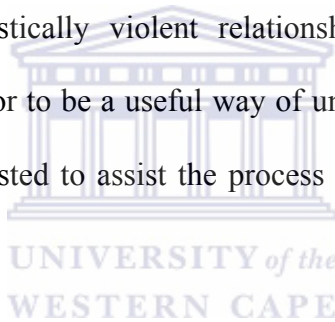 stically violent relationsh
or to be a useful way of un
sted to assist the process
UNIVERSITY of the
WESTERN CAPE